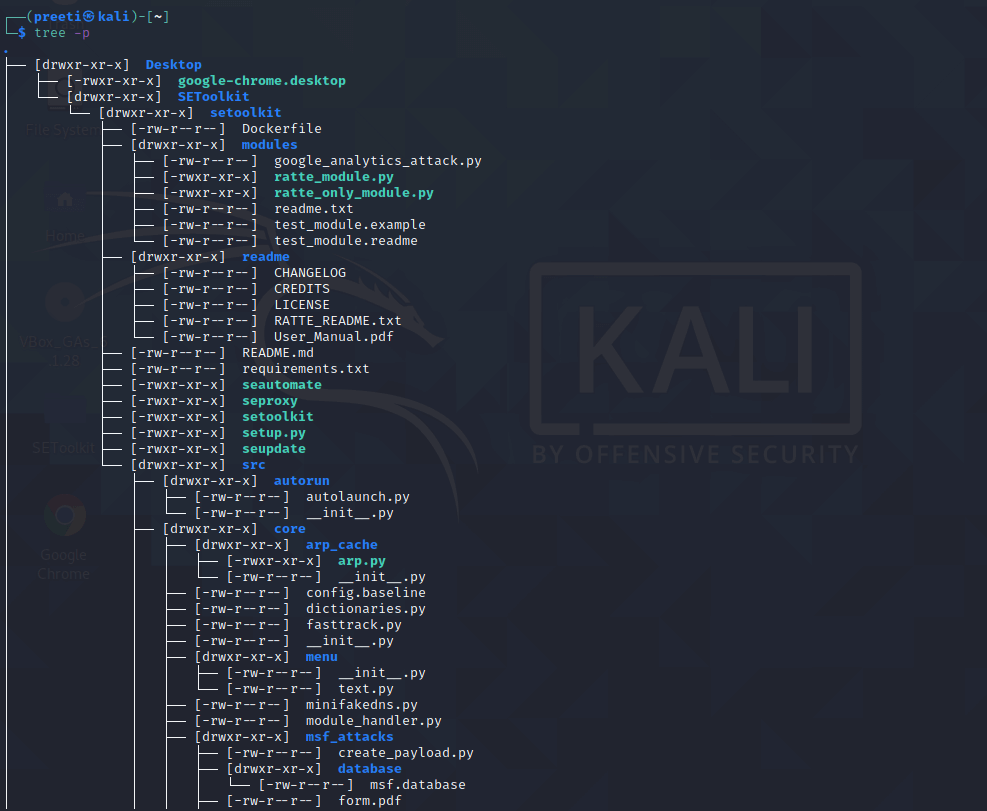 ┌──(preeti㉿kali)-[~]
└─$ tree -p
.
├── [drwxr-xr-x]  Desktop
│   ├── [-rwxr-xr-x]  google-chrome.desktop
│   └── [drwxr-xr-x]  SEToolkit
│       └── [drwxr-xr-x]  setoolkit
│           ├── [-rw-r--r--]  Dockerfile
│           ├── [drwxr-xr-x]  modules
│           │   ├── [-rw-r--r--]  google_analytics_attack.py
│           │   ├── [-rwxr-xr-x]  ratte_module.py
│           │   ├── [-rwxr-xr-x]  ratte_only_module.py
│           │   ├── [-rw-r--r--]  readme.txt
│           │   ├── [-rw-r--r--]  test_module.example
│           │   └── [-rw-r--r--]  test_module.readme
│           ├── [drwxr-xr-x]  readme
│           │   ├── [-rw-r--r--]  CHANGELOG
│           │   ├── [-rw-r--r--]  CREDITS
│           │   ├── [-rw-r--r--]  LICENSE
│           │   ├── [-rw-r--r--]  RATTE_README.txt
│           │   └── [-rw-r--r--]  User_Manual.pdf
│           ├── [-rw-r--r--]  README.md
│           ├── [-rw-r--r--]  requirements.txt
│           ├── [-rwxr-xr-x]  seautomate
│           ├── [-rwxr-xr-x]  seproxy
│           ├── [-rwxr-xr-x]  setoolkit
│           ├── [-rwxr-xr-x]  setup.py
│           ├── [-rwxr-xr-x]  seupdate
│           └── [drwxr-xr-x]  src
│               ├── [drwxr-xr-x]  autorun
│               │   ├── [-rw-r--r--]  autolaunch.py
│               │   └── [-rw-r--r--]  __init__.py
│               ├── [drwxr-xr-x]  core
│               │   ├── [drwxr-xr-x]  arp_cache
│               │   │   ├── [-rwxr-xr-x]  arp.py
│               │   │   └── [-rw-r--r--]  __init__.py
│               │   ├── [-rw-r--r--]  config.baseline
│               │   ├── [-rw-r--r--]  dictionaries.py
│               │   ├── [-rw-r--r--]  fasttrack.py
│               │   ├── [-rw-r--r--]  __init__.py
│               │   ├── [drwxr-xr-x]  menu
│               │   │   ├── [-rw-r--r--]  __init__.py
│               │   │   └── [-rw-r--r--]  text.py
│               │   ├── [-rw-r--r--]  minifakedns.py
│               │   ├── [-rw-r--r--]  module_handler.py
│               │   ├── [drwxr-xr-x]  msf_attacks
│               │   │   ├── [-rw-r--r--]  create_payload.py
│               │   │   ├── [drwxr-xr-x]  database
│               │   │   │   └── [-rw-r--r--]  msf.database
│               │   │   ├── [-rw-r--r--]  form.pdf
File System
Home
VBox_GAs_
SEToolkit
Google
Chrome
KALI
BY OFFENSIVE SECURITY